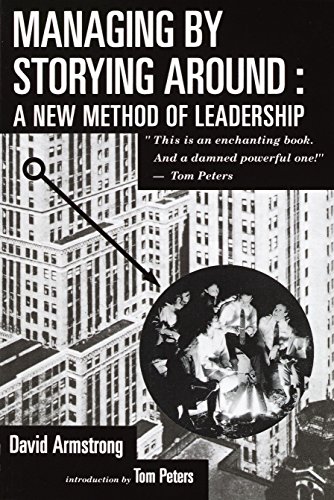 MANAGING BY
STORYING AROUND :
A NEW METHOD OF LEADERSHIP
" This is an enchanting book.
And a damned powerful one!"
— Tom Peters
David Armstrong
introduction by Tom Peters